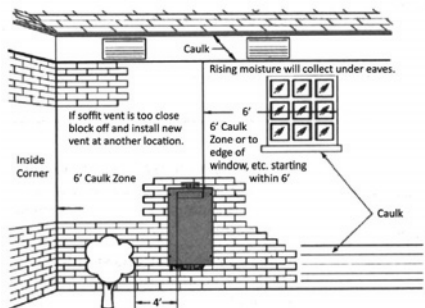 Caulk
Rising moisture will collect under eaves.
If soffit vent is too close
block off and install new
vent at another location.
6'
6' Caulk
Zone or to
edge of
window, etc. starting
within 6'
Inside
Corner
6' Caulk Zone
Caulk
4'